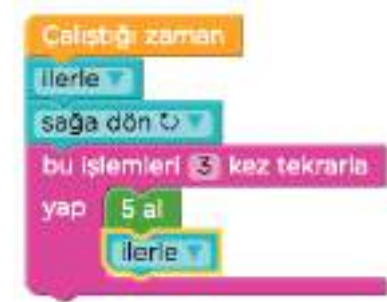 Çalıştığı zaman
ilerle
sağa dön ↻
bu işlemleri 3 kez tekrarla
yap 5 al
ilerle